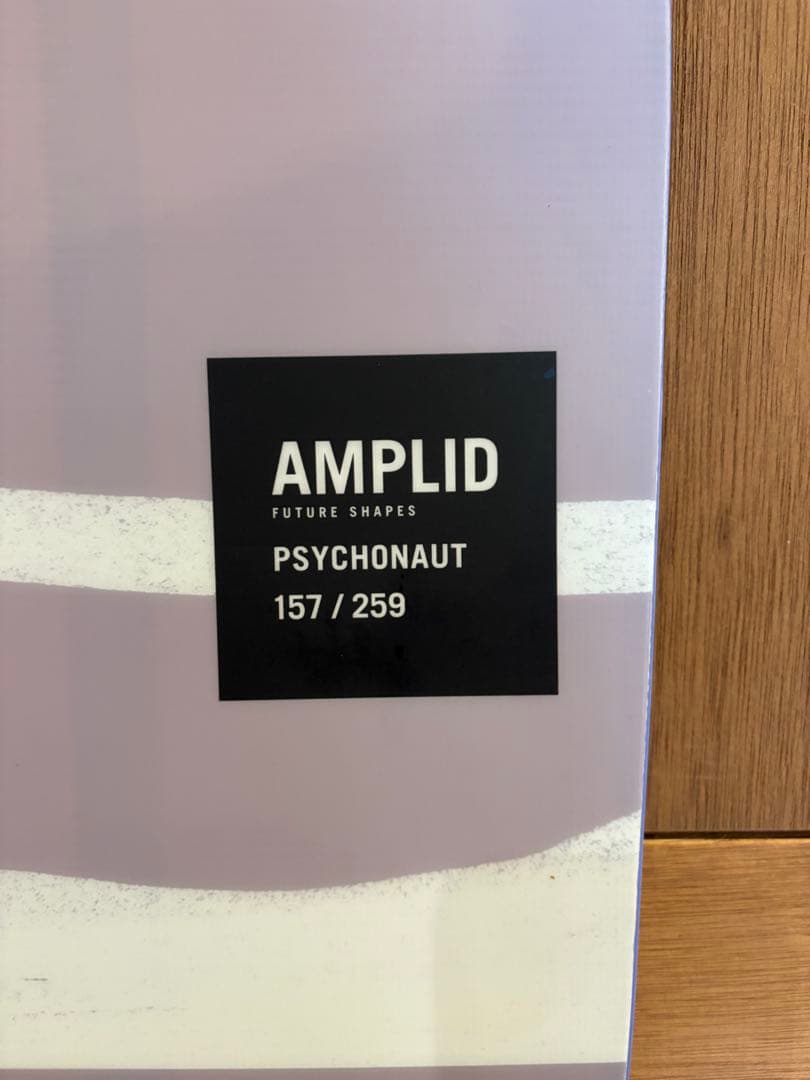 AMPLID
FUTURE SHAPES
PSYCHONAUT
157 / 259